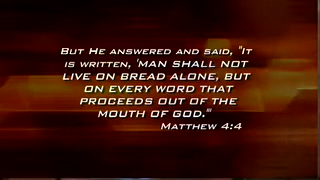 But He answered and said, "It
is written, 'MAN SHALL NOT
LIVE ON BREAD ALONE, BUT
ON EVERY WORD THAT
PROCEEDS OUT OF THE
MOUTH OF GOD.'"
Matthew 4:4